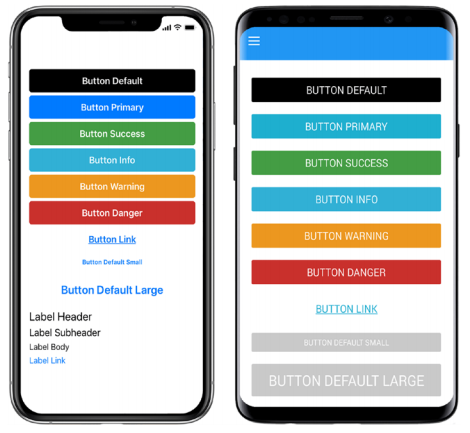 Button Default
Button Primary
Button Success
Button Info
Button Warning
Button Danger
Button Link
Button Default Small
Button Default Large
Label Header
Label Subheader
Label Body
Label Link
BUTTON DEFAULT
BUTTON PRIMARY
BUTTON SUCCESS
BUTTON INFO
BUTTON WARNING
BUTTON DANGER
BUTTON LINK
BUTTON DEFAULT SMALL
BUTTON DEFAULT LARGE